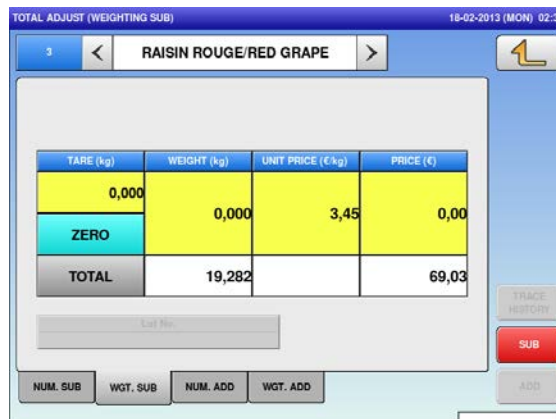 TOTAL ADJUST (WEIGHTING SUB) 18-02-2013 (MON) 02:3
3 < RAISIN ROUGE/RED GRAPE >
TARE (kg) WEIGHT (kg) UNIT PRICE (€/kg) PRICE (€)
0,000
0,000 3,45 0,00
ZERO
TOTAL 19,282 69,03
TRACE HISTORY
Lot No.
SUB
NUM. SUB WGT. SUB NUM. ADD WGT. ADD ADD